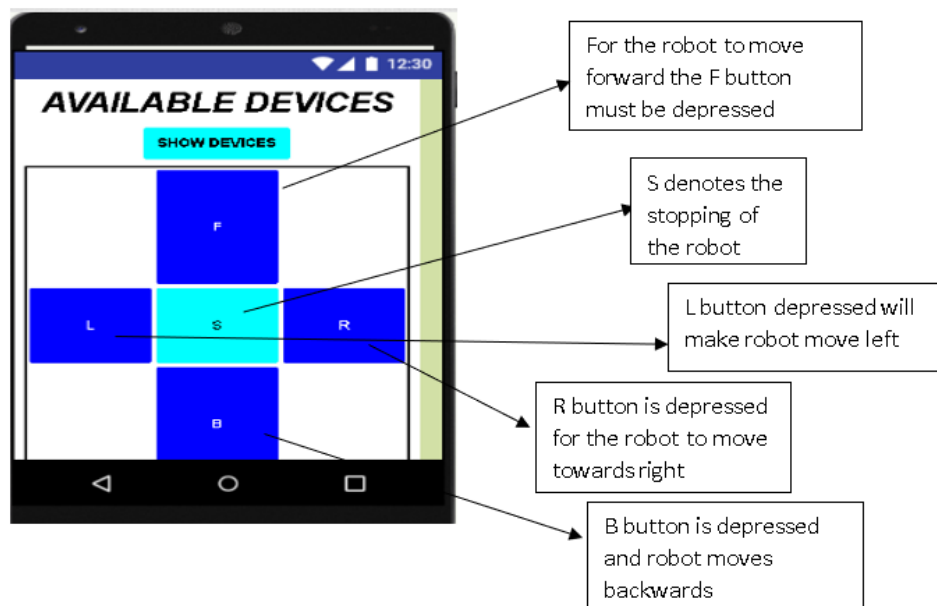 12:30
AVAILABLE DEVICES
SHOW DEVICES
F
L
S
R
B
For the robot to move
forward the F button
must be depressed
S denotes the
stopping of
the robot
L button depressed will
make robot move left
R button is depressed
for the robot to move
towards right
B button is depressed
and robot moves
backwards